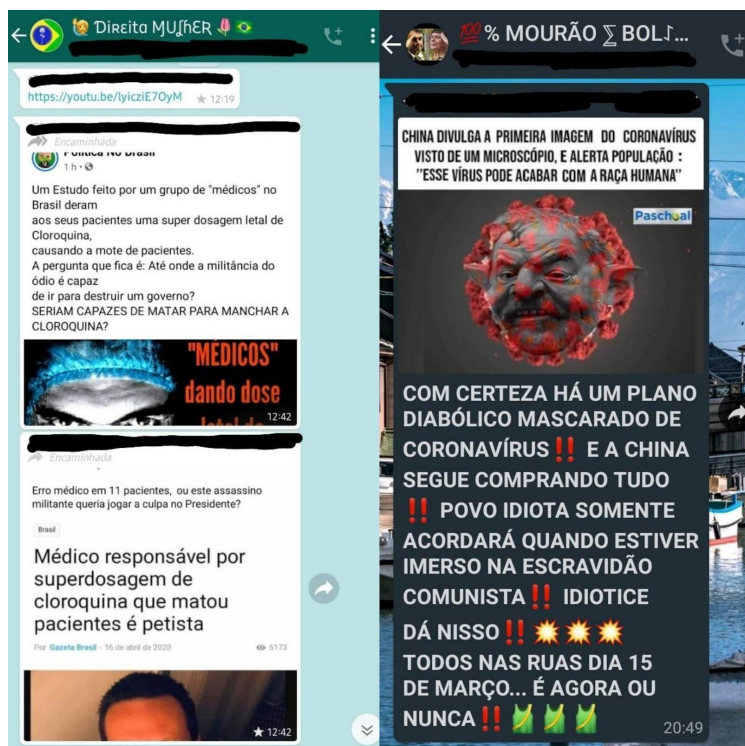 Direita MUʃhER
https://youtu.be/lyicziE7OyM
12:19
Encaminhada
Política No Brasil
1 h
Um Estudo feito por um grupo de "médicos" no
Brasil deram
aos seus pacientes uma super dosagem letal de
Cloroquina,
causando a mote de pacientes.
A pergunta que fica é: Até onde a militância do
ódio é capaz
de ir para destruir um governo?
SERIAM CAPAZES DE MATAR PARA MANCHAR A
CLOROQUINA?
"MÉDICOS"
dando dose
letal de
12:42
Encaminhada
Erro médico em 11 pacientes, ou este assassino
militante queria jogar a culpa no Presidente?
Brasil
Médico responsável por
superdosagem de
cloroquina que matou
pacientes é petista
Por Gazeta Brasil - 16 de abril de 2020
5173
12:42
💯% MOURÃO ∑ BOL⇃...
CHINA DIVULGA A PRIMEIRA IMAGEM DO CORONAVÍRUS
VISTO DE UM MICROSCÓPIO, E ALERTA POPULAÇÃO :
"ESSE VÍRUS PODE ACABAR COM A RAÇA HUMANA"
Paschoal
COM CERTEZA HÁ UM PLANO
DIABÓLICO MASCARADO DE
CORONAVÍRUS‼️ E A CHINA
SEGUE COMPRANDO TUDO
‼️ POVO IDIOTA SOMENTE
ACORDARÁ QUANDO ESTIVER
IMERSO NA ESCRAVIDÃO
COMUNISTA‼️ IDIOTICE
DÁ NISSO‼️💥💥💥
TODOS NAS RUAS DIA 15
DE MARÇO... É AGORA OU
NUNCA‼️🎽🎽🎽
20:49